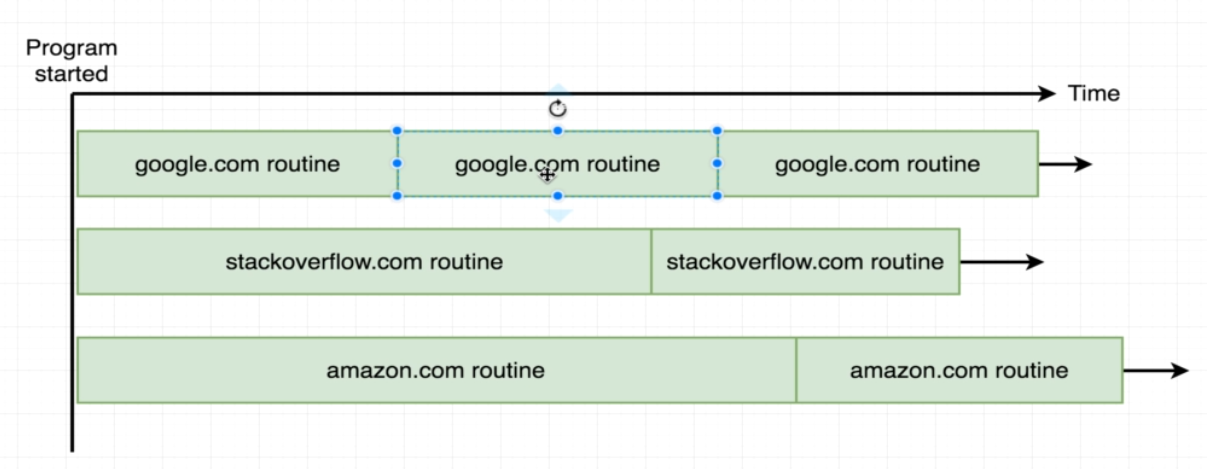 Program
started
Time
google.com routine
google.com routine
google.com routine
stackoverflow.com routine
stackoverflow.com routine
amazon.com routine
amazon.com routine